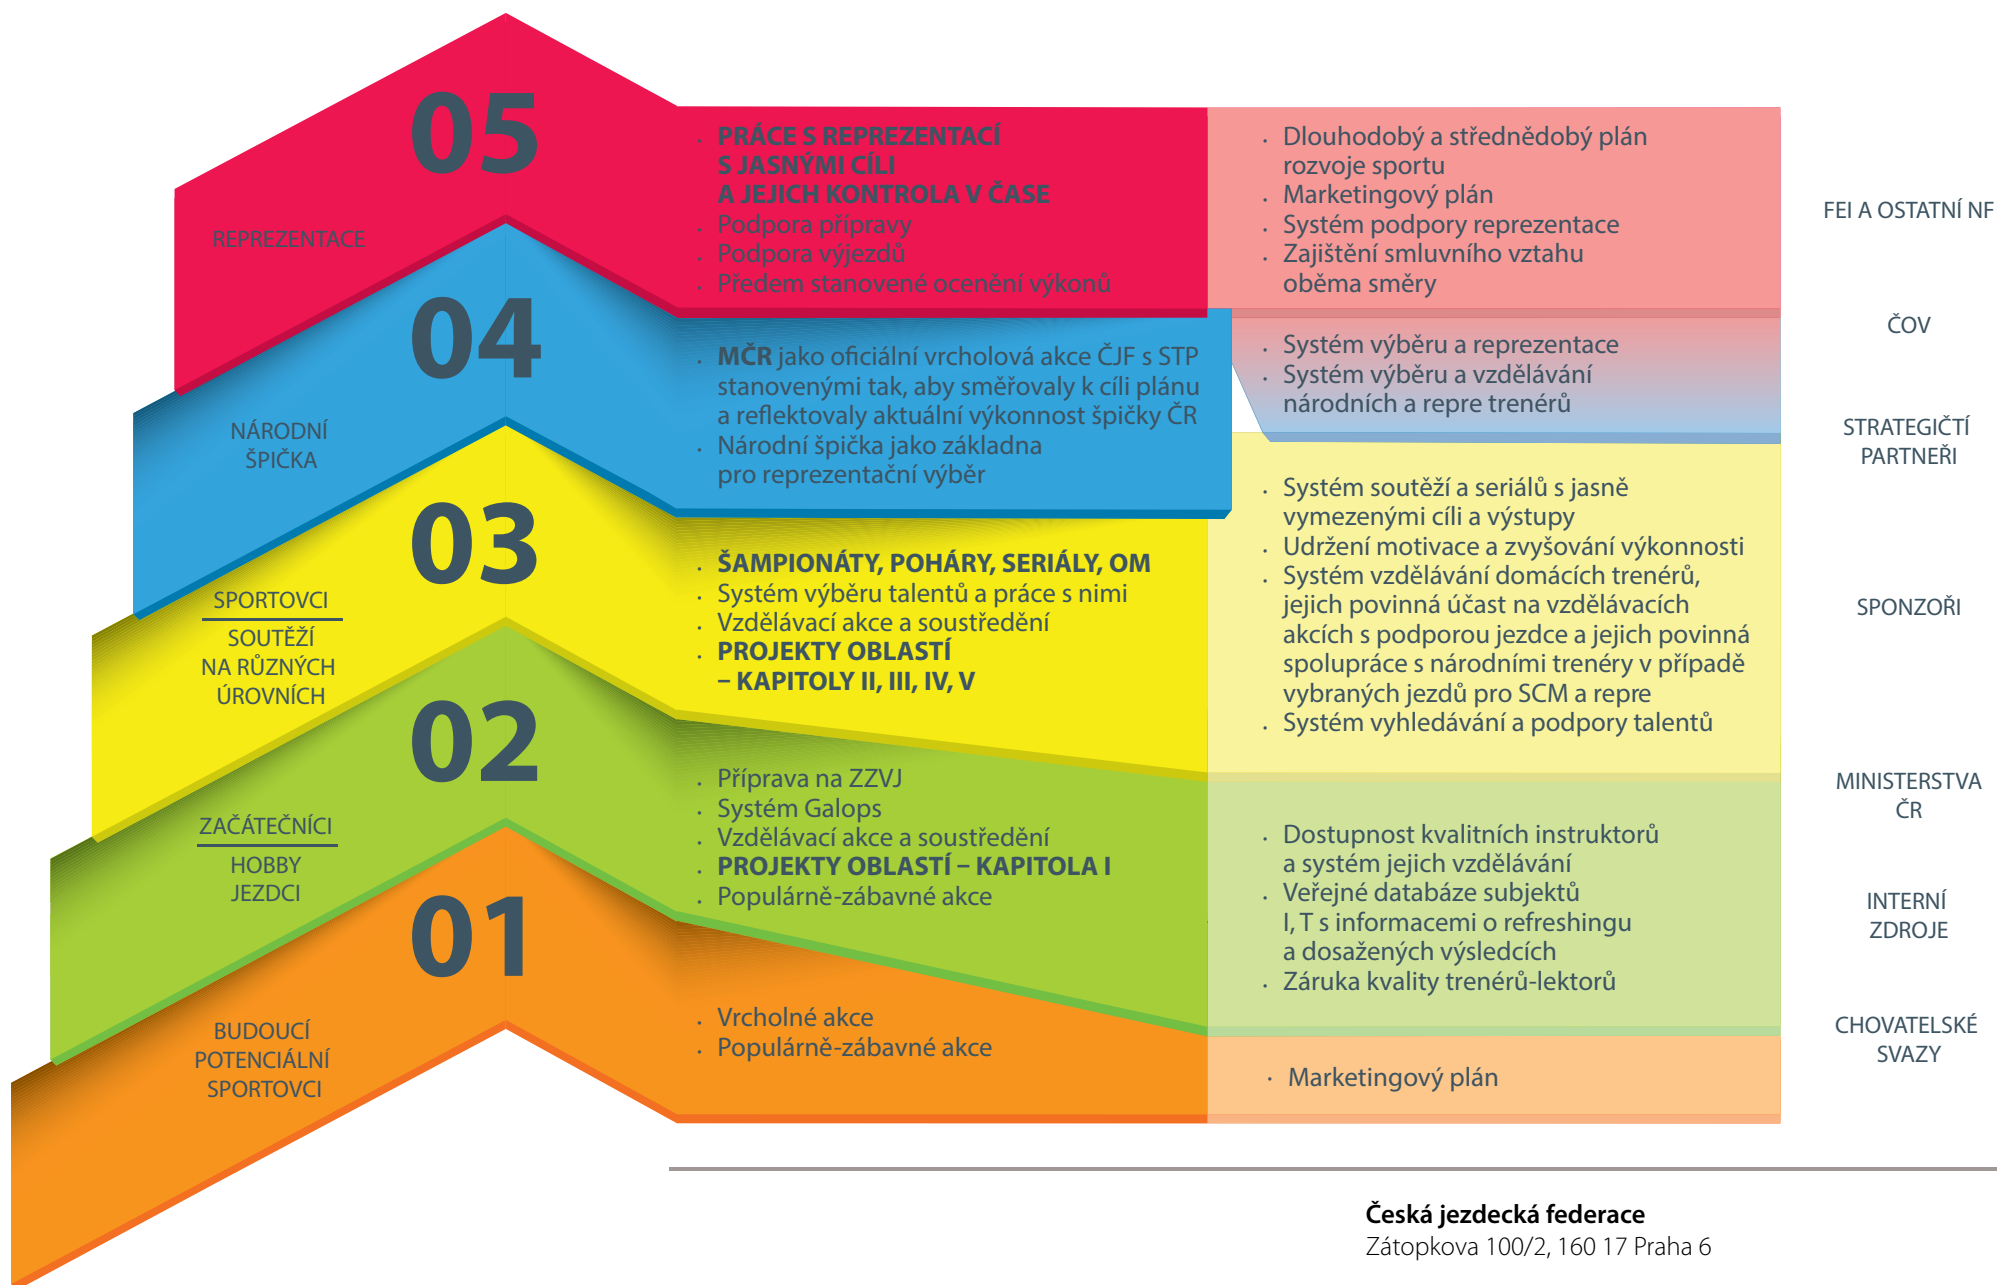 05
REPREZENTACE
• PRÁCE S REPREZENTACÍ
S JASNÝMI CÍLI
A JEJICH KONTROLA V ČASE
• Podpora přípravy
• Podpora výjezdů
• Předem stanovené ocenění výkonů
• Dlouhodobý a střednědobý plán
rozvoje sportu
• Marketingový plán
• Systém podpory reprezentace
• Zajištění smluvního vztahu
oběma směry
04
NÁRODNÍ
ŠPIČKA
• MČR jako oficiální vrcholová akce ČJF s STP
stanovenými tak, aby směřovaly k cíli plánu
a reflektovaly aktuální výkonnost špičky ČR
• Národní špička jako základna
pro reprezentační výběr
• Systém výběru a reprezentace
• Systém výběru a vzdělávání
národních a repre trenérů
03
SPORTOVCI
SOUTĚŽÍ
NA RŮZNÝCH
ÚROVNÍCH
• ŠAMPIONÁTY, POHÁRY, SERIÁLY, OM
• Systém výběru talentů a práce s nimi
• Vzdělávací akce a soustředění
• PROJEKTY OBLASTÍ
– KAPITOLY II, III, IV, V
• Systém soutěží a seriálů s jasně
vymezenými cíli a výstupy
• Udržení motivace a zvyšování výkonnosti
• Systém vzdělávání domácích trenérů,
jejich povinná účast na vzdělávacích
akcích s podporou jezdce a jejich povinná
spolupráce s národními trenéry v případě
vybraných jezdů pro SCM a repre
• Systém vyhledávání a podpory talentů
02
ZAČÁTEČNÍCI
HOBBY
JEZDCI
• Příprava na ZZVJ
• Systém Galops
• Vzdělávací akce a soustředění
• PROJEKTY OBLASTÍ – KAPITOLA I
• Populárně-zábavné akce
• Dostupnost kvalitních instruktorů
a systém jejich vzdělávání
• Veřejné databáze subjektů
I, T s informacemi o refreshingu
a dosažených výsledcích
• Záruka kvality trenérů-lektorů
01
BUDOUCÍ
POTENCIÁLNÍ
SPORTOVCI
• Vrcholné akce
• Populárně-zábavné akce
• Marketingový plán
FEI A OSTATNÍ NF
ČOV
STRATEGIČTÍ
PARTNEŘI
SPONZOŘI
MINISTERSTVA
ČR
INTERNÍ
ZDROJE
CHOVATELSKÉ
SVAZY
Česká jezdecká federace
Zátopkova 100/2, 160 17 Praha 6